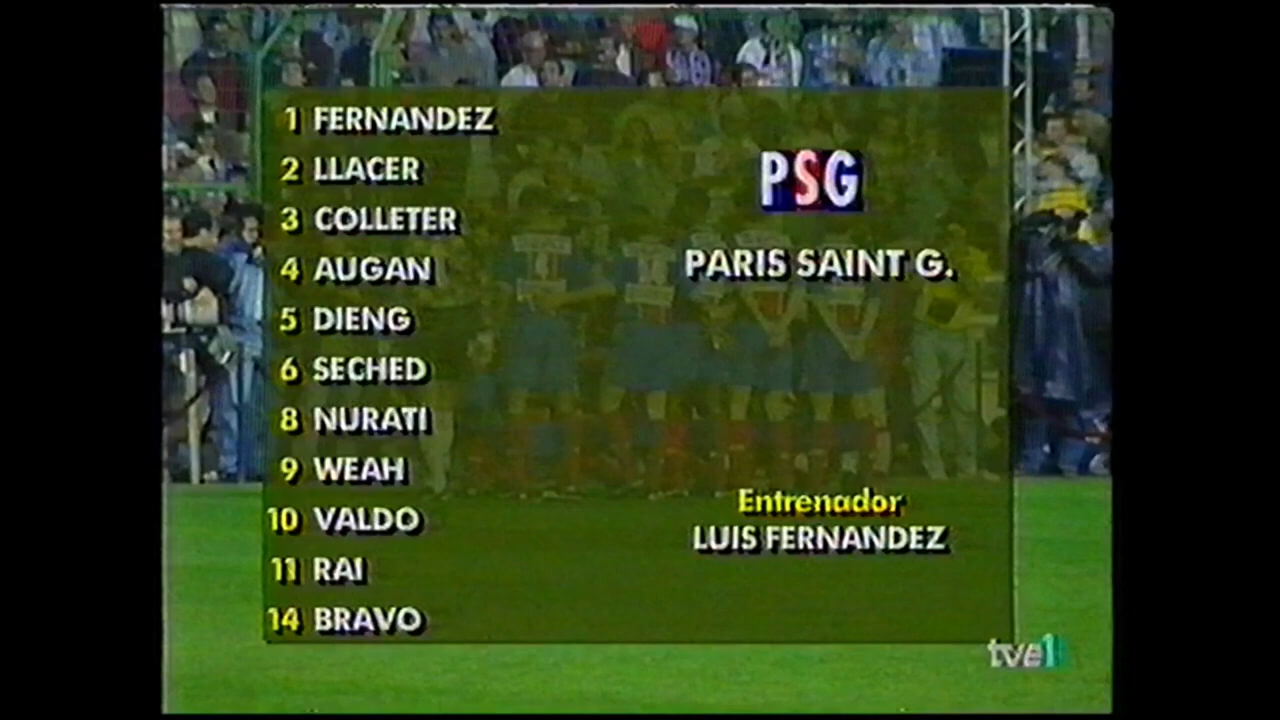 1 FERNANDEZ
2 LLACER
3 COLLETER
4 AUGAN
5 DIENG
6 SECHED
8 NURATI
9 WEAH
10 VALDO
11 RAI
14 BRAVO
PSG
PARIS SAINT G.
Entrenador
LUIS FERNANDEZ
tve1